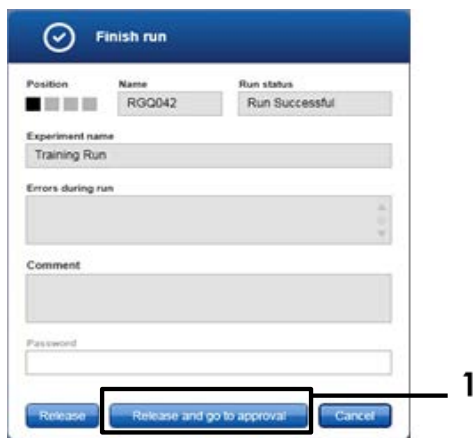 Finish run
Position Name Run status
RGQ042 Run Successful
Experiment name
Training Run
Errors during run
Comment
Password
Release Release and go to approval Cancel
1